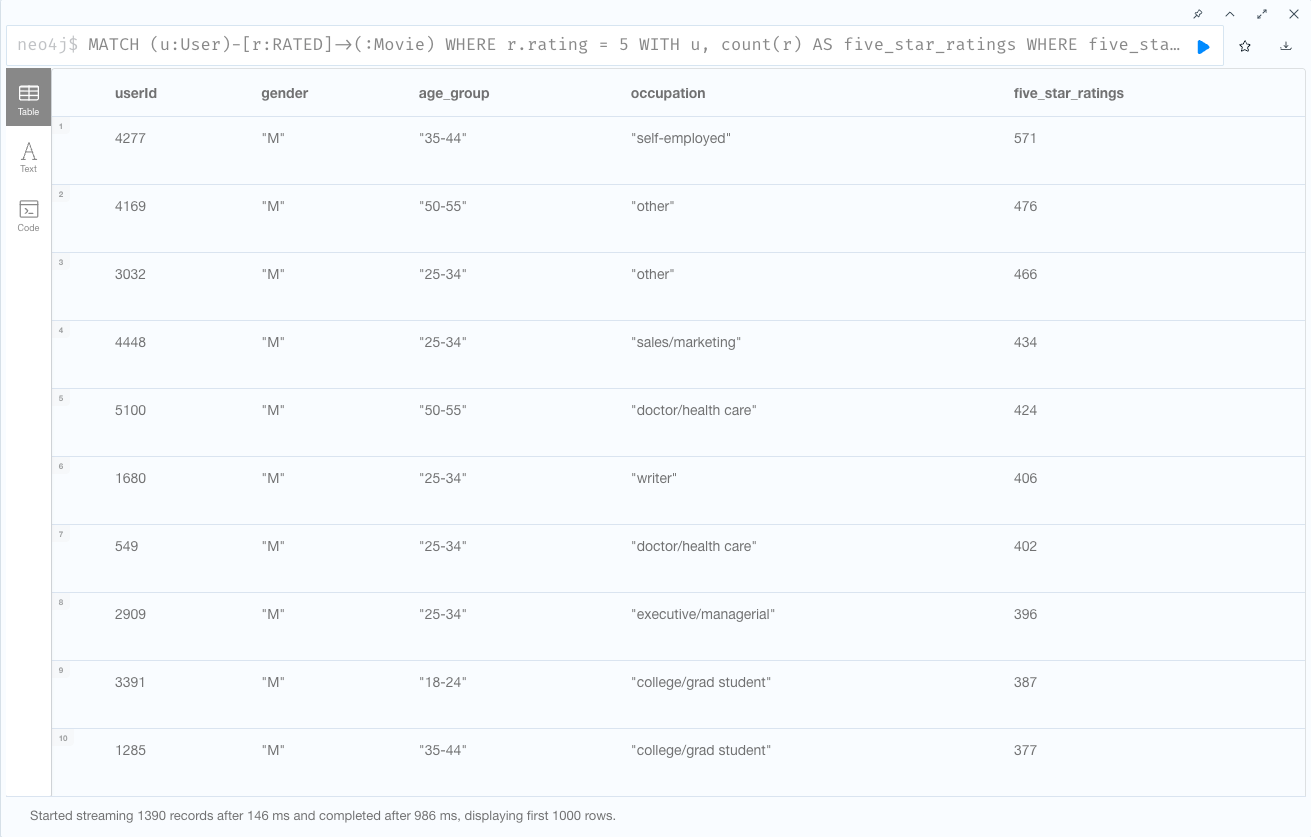 neo4j$ MATCH (u:User)-[r:RATED]→(:Movie) WHERE r.rating = 5 WITH u, count(r) AS five_star_ratings WHERE five_sta…
Table
Text
Code
userId gender age_group occupation five_star_ratings
1 4277 "M" "35-44" "self-employed" 571
2 4169 "M" "50-55" "other" 476
3 3032 "M" "25-34" "other" 466
4 4448 "M" "25-34" "sales/marketing" 434
5 5100 "M" "50-55" "doctor/health care" 424
6 1680 "M" "25-34" "writer" 406
7 549 "M" "25-34" "doctor/health care" 402
8 2909 "M" "25-34" "executive/managerial" 396
9 3391 "M" "18-24" "college/grad student" 387
10 1285 "M" "35-44" "college/grad student" 377
Started streaming 1390 records after 146 ms and completed after 986 ms, displaying first 1000 rows.